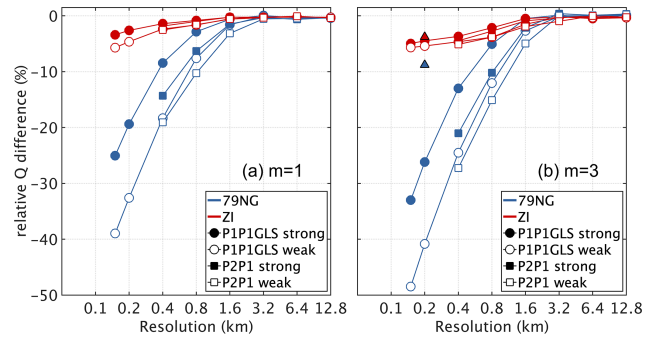 relative Q difference (%)
0
−10
−20
−30
−40
−50
(a) m=1
79NG
ZI
P1P1GLS strong
P1P1GLS weak
P2P1 strong
P2P1 weak
0.1 0.2 0.4 0.8 1.6 3.2 6.4 12.8
Resolution (km)
(b) m=3
79NG
ZI
P1P1GLS strong
P1P1GLS weak
P2P1 strong
P2P1 weak
0.1 0.2 0.4 0.8 1.6 3.2 6.4 12.8
Resolution (km)